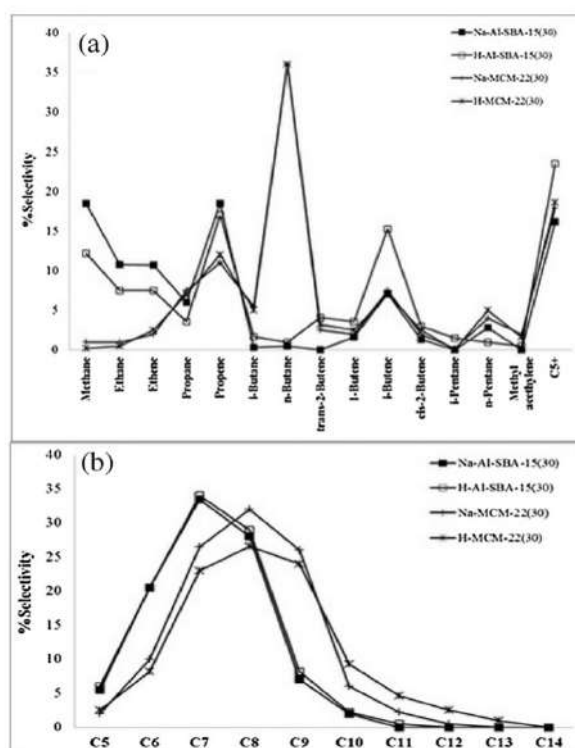 (a)
Na-Al-SBA-15(30)
H-Al-SBA-15(30)
Na-MCM-22(30)
H-MCM-22(30)
40
35
30
25
20
15
10
5
0
%Selectivity
Methane
Ethane
Ethene
Propane
Propene
i-Butane
n-Butane
trans-2-Butene
1-Butene
i-Butene
cis-2-Butene
i-Pentane
n-Pentane
Methyl
acethylene
C5+
(b)
Na-Al-SBA-15(30)
H-Al-SBA-15(30)
Na-MCM-22(30)
H-MCM-22(30)
40
35
30
25
20
15
10
5
0
%Selectivity
C5 C6 C7 C8 C9 C10 C11 C12 C13 C14